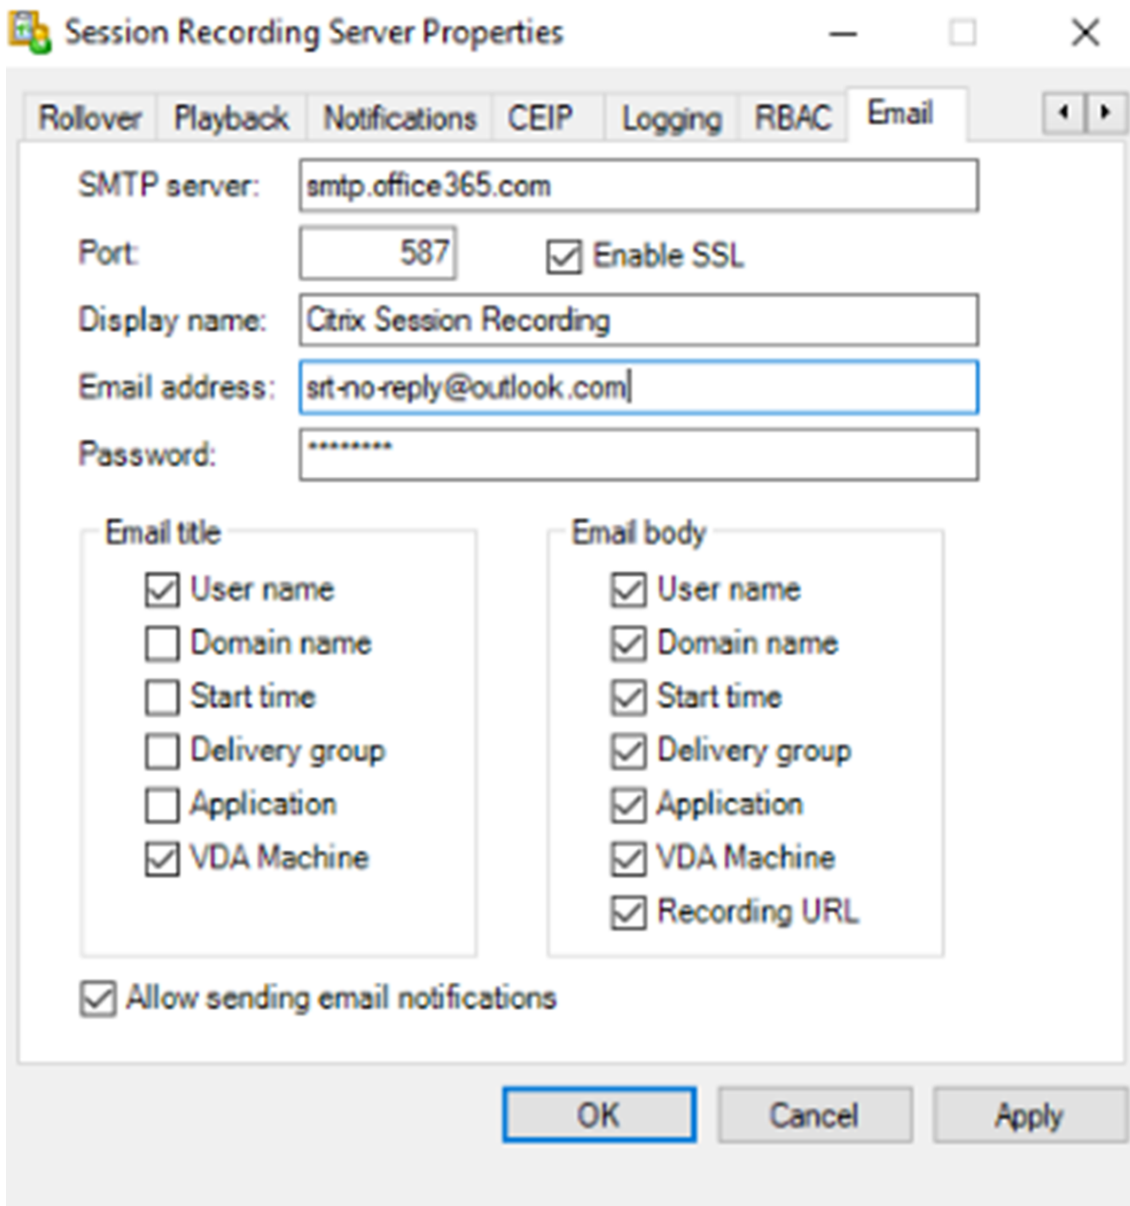 Session Recording Server Properties
Rollover Playback Notifications CEIP Logging RBAC Email
SMTP server: smtp.office365.com
Port: 587 Enable SSL
Display name: Citrix Session Recording
Email address: srt-no-reply@outlook.com
Password: ********
Email title
User name
Domain name
Start time
Delivery group
Application
VDA Machine
Email body
User name
Domain name
Start time
Delivery group
Application
VDA Machine
Recording URL
Allow sending email notifications
OK Cancel Apply